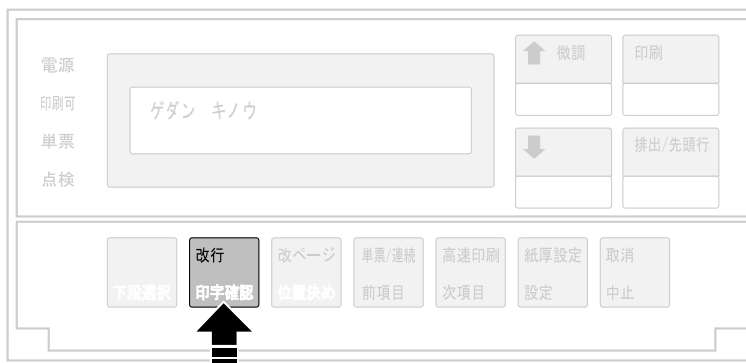 電源
印刷可
単票
点検
ゲダン キノウ
微調
印刷
排出/先頭行
改行
改ページ
単票/連続
高速印刷
紙厚設定
取消
下段選択
印字確認
位置決め
前項目
次項目
設定
中止